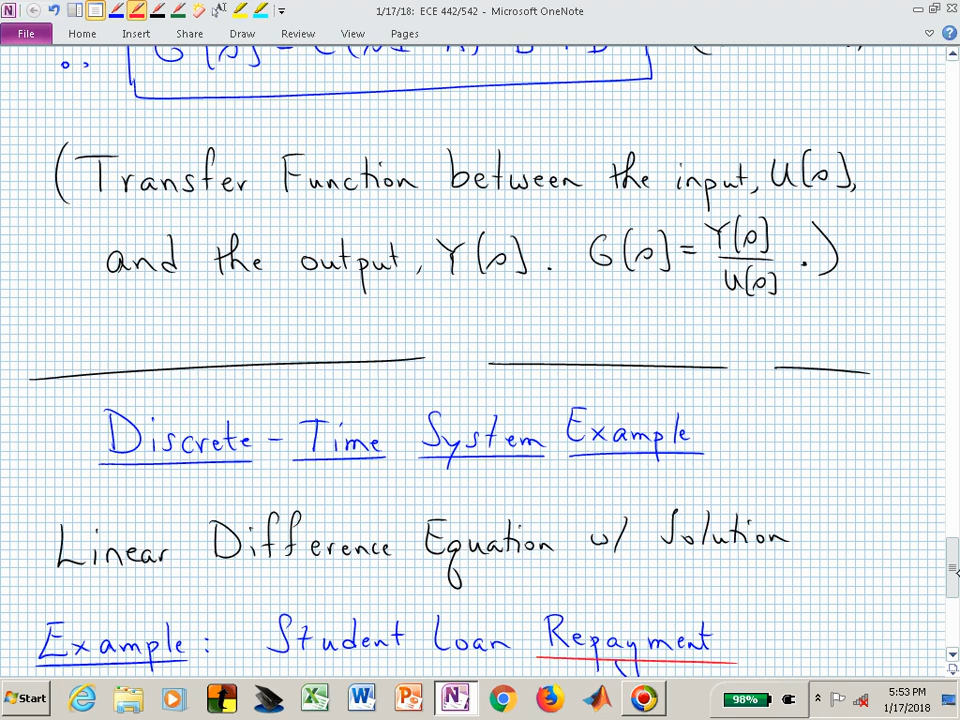 1/17/18: ECE 442/542 - Microsoft OneNote
File Home Insert Share Draw Review View Pages
(Transfer Function between the input, U(s),
and the output, Y(s). G(s) = Y(s)/U(s).)
Discrete-Time System Example
Linear Difference Equation w/ Solution
Example: Student Loan Repayment
Start
98%
5:53 PM
1/17/2018